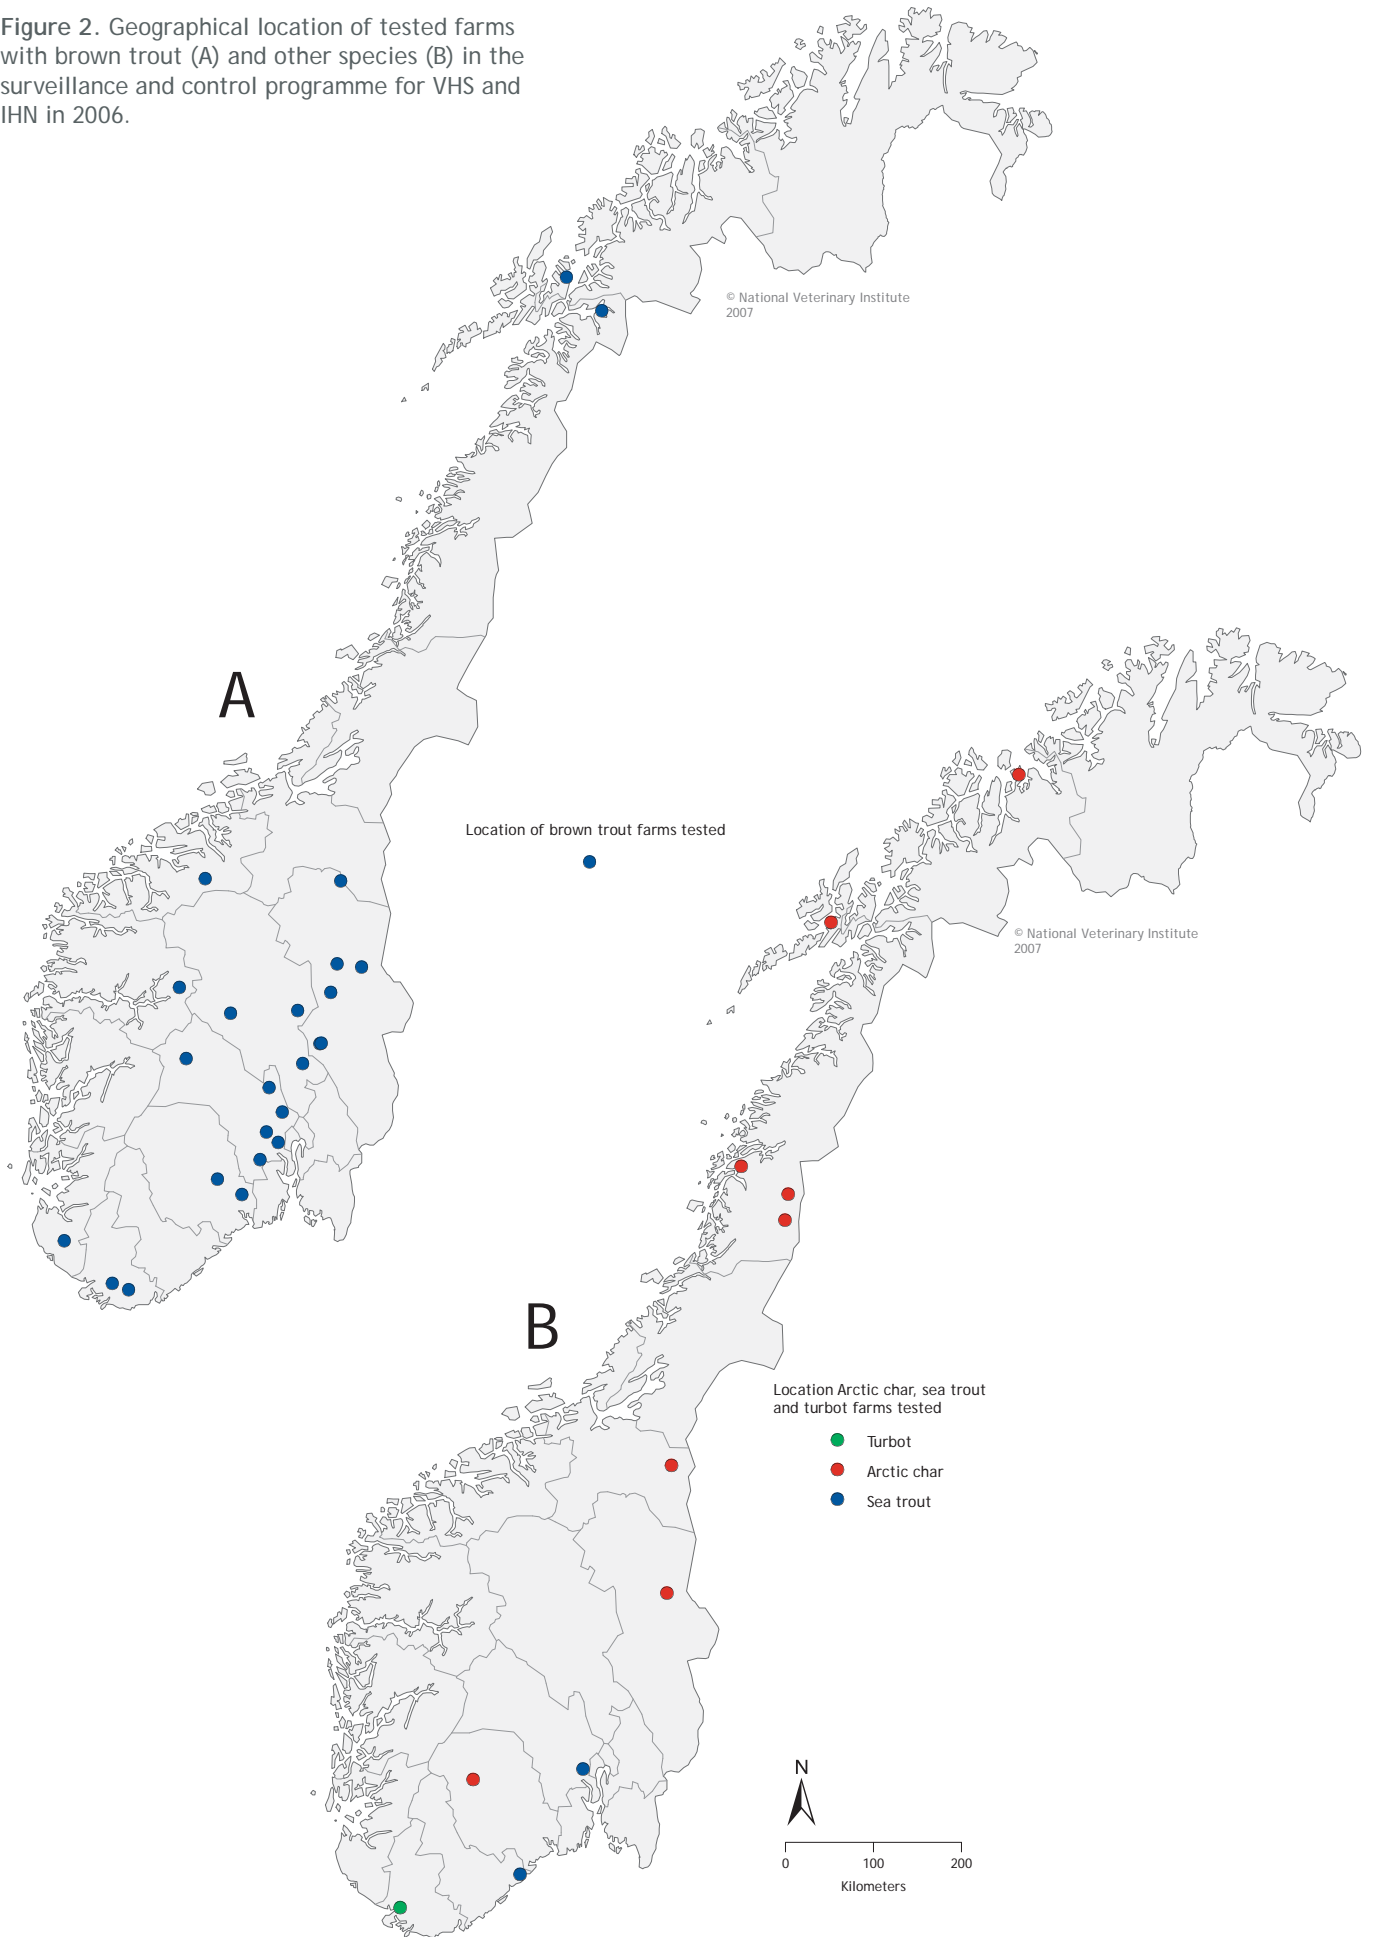 Figure 2. Geographical location of tested farms
with brown trout (A) and other species (B) in the
surveillance and control programme for VHS and
IHN in 2006.
© National Veterinary Institute
2007
A
Location of brown trout farms tested
© National Veterinary Institute
2007
B
Location Arctic char, sea trout
and turbot farms tested
Turbot
Arctic char
Sea trout
N
0 100 200
Kilometers